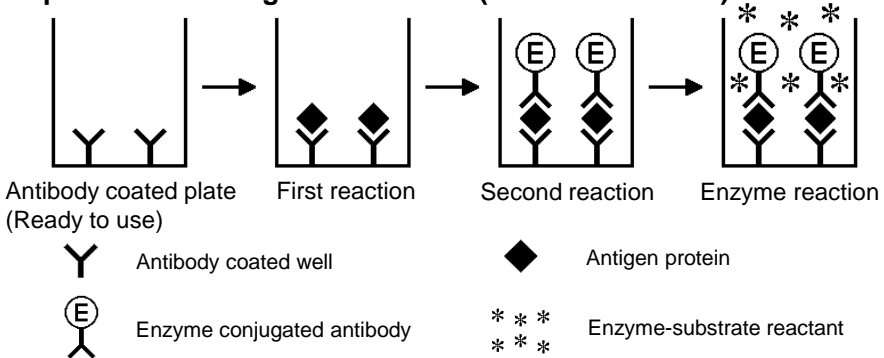 Antibody coated plate
(Ready to use)
First reaction
Second reaction
Enzyme reaction
E E
E E
Antibody coated well
Antigen protein
E
Enzyme conjugated antibody
Enzyme-substrate reactant